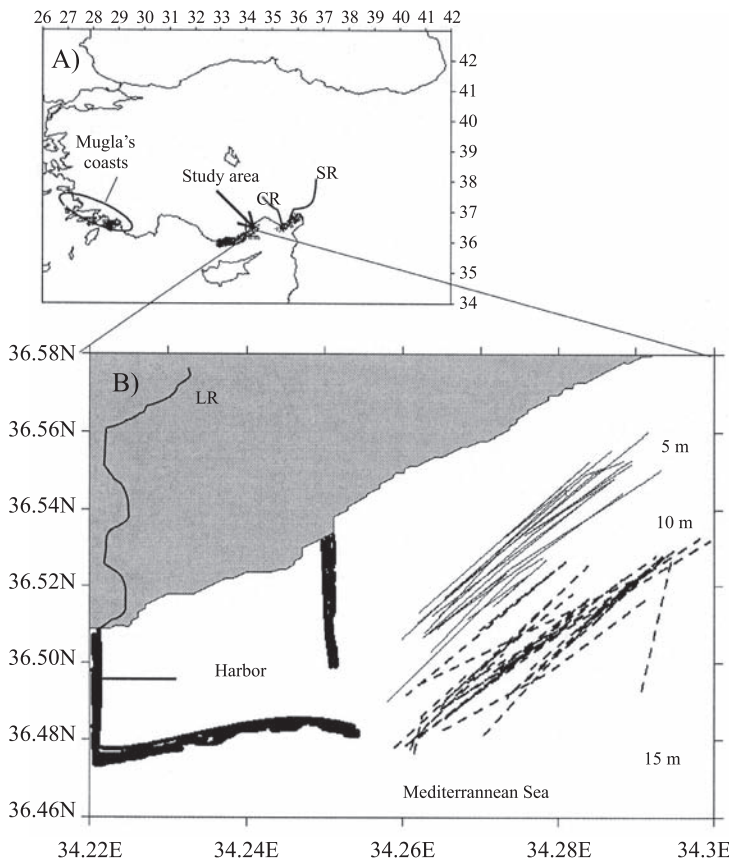 26 27 28 29 30 31 32 33 34 35 36 37 38 39 40 41 42
A)
42
41
40
39
38
37
36
35
34
Mugla's
coasts
Study area
CR
SR
36.58N
36.56N
36.54N
36.52N
36.50N
36.48N
36.46N
B)
LR
5 m
10 m
Harbor
15 m
Mediterrannean Sea
34.22E 34.24E 34.26E 34.28E 34.3E